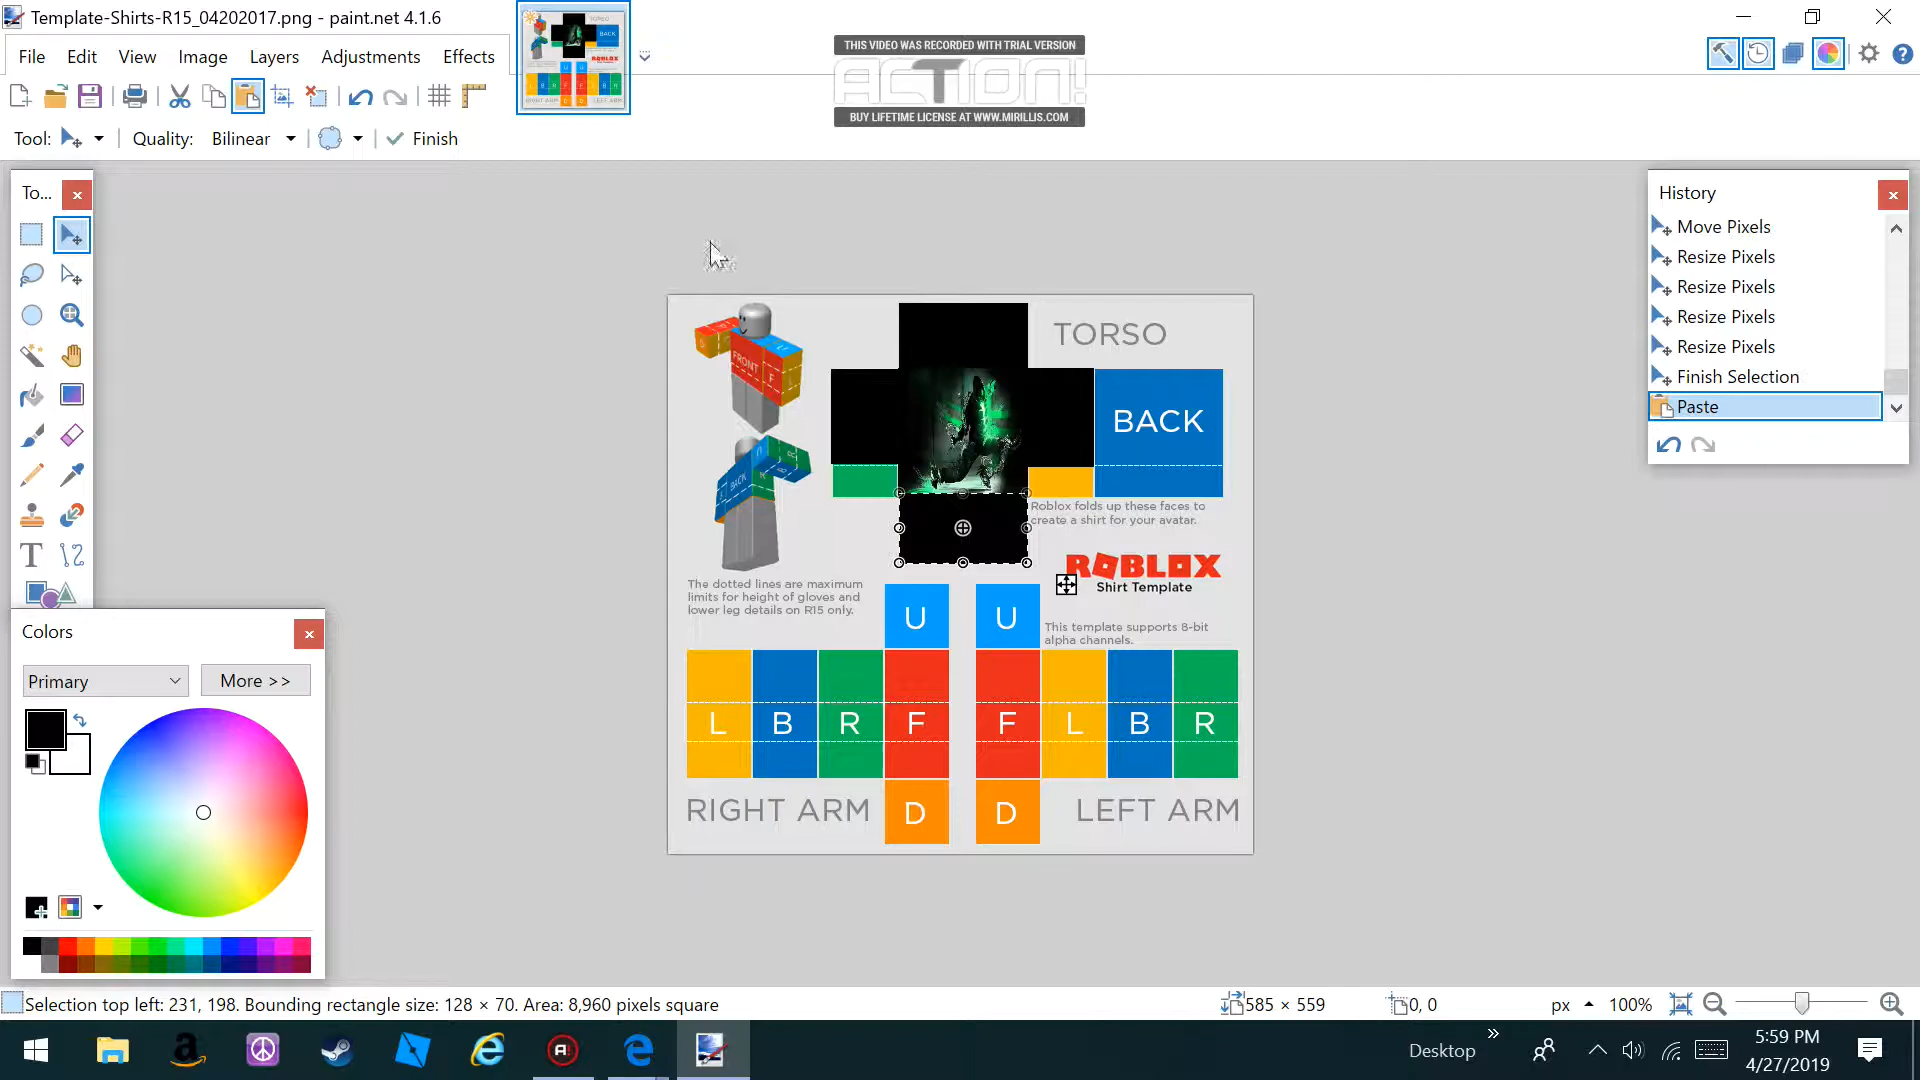 Template-Shirts-R15_04202017.png - paint.net 4.1.6
File Edit View Image Layers Adjustments Effects
THIS VIDEO WAS RECORDED WITH TRIAL VERSION
ACTION!
BUY LIFETIME LICENSE AT WWW.MIRILLIS.COM
Tool: Quality: Bilinear Finish
To...
History
Move Pixels
Resize Pixels
Resize Pixels
Resize Pixels
Resize Pixels
Finish Selection
Paste
TORSO
FRONT F
BACK
BACK
Roblox folds up these faces to
create a shirt for your avatar.
ROBLOX
Shirt Template
The dotted lines are maximum
limits for height of gloves and
lower leg details on R15 only.
U U
This template supports 8-bit
alpha channels.
L B R F F L B R
RIGHT ARM D D LEFT ARM
Colors
Primary More >>
Selection top left: 231, 198. Bounding rectangle size: 128 × 70. Area: 8,960 pixels square
585 × 559
0, 0
px
100%
Desktop
5:59 PM
4/27/2019